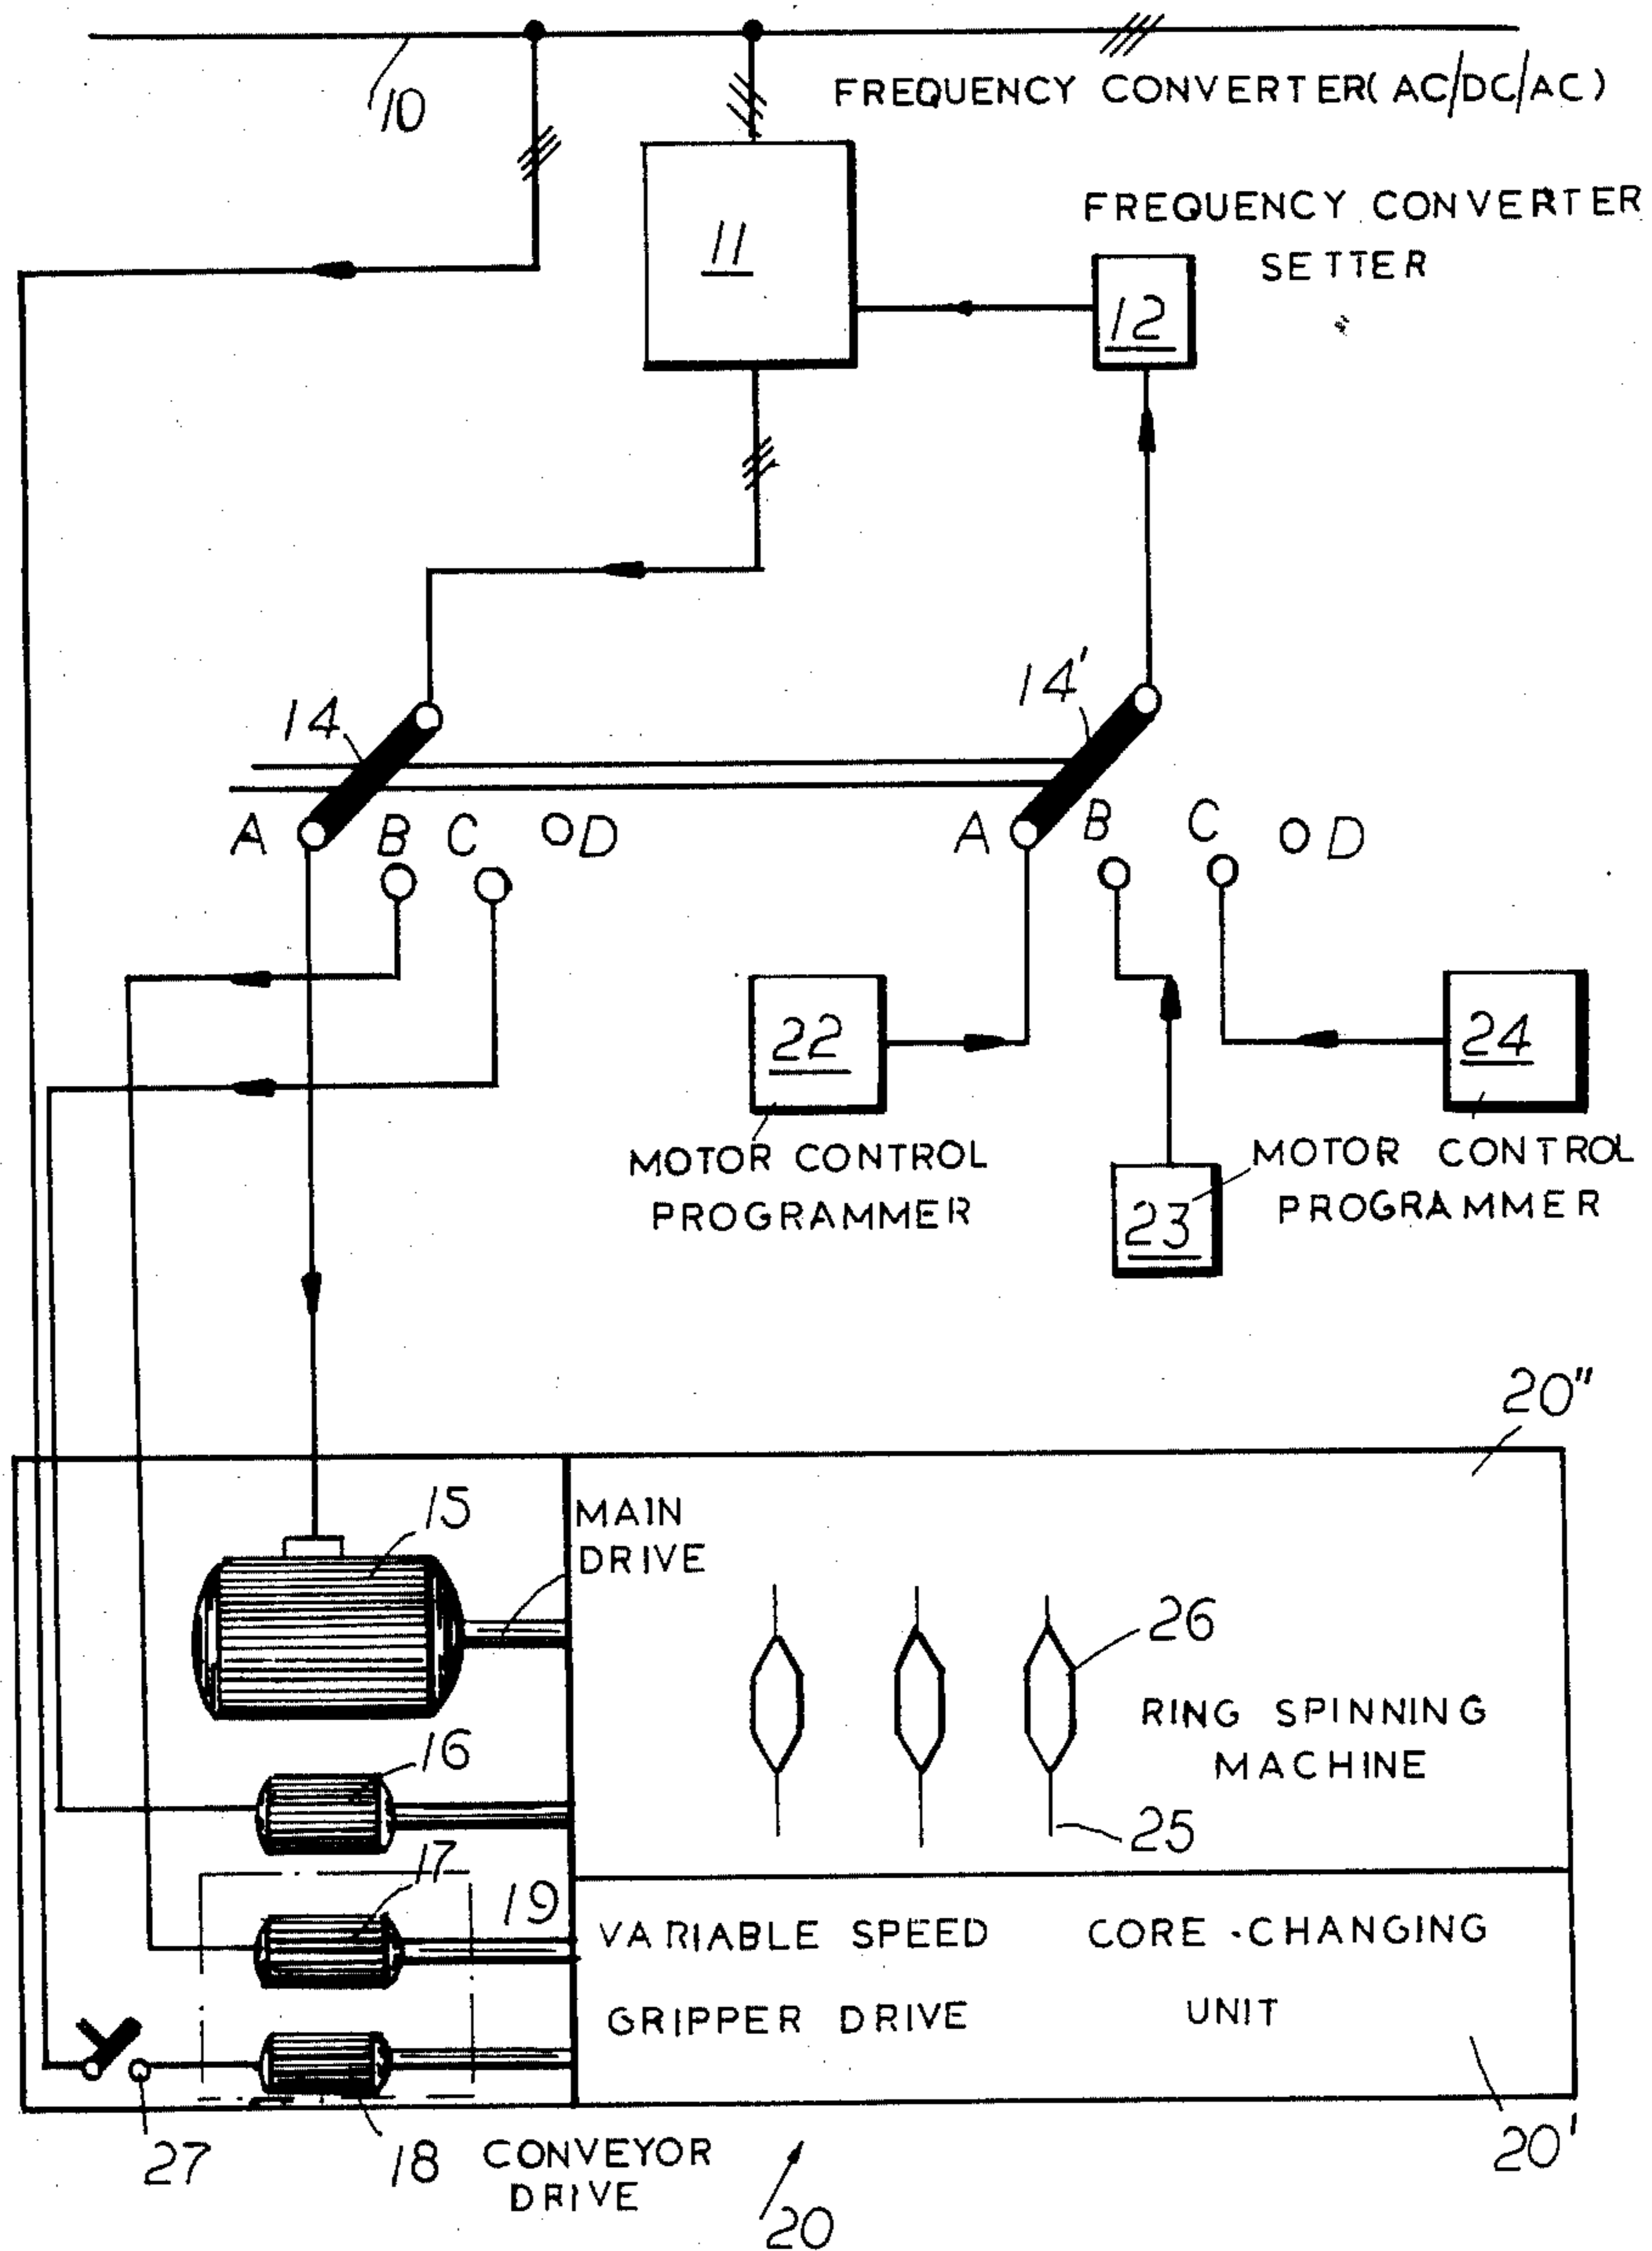 10
FREQUENCY CONVERTER(AC/DC/AC)
11
FREQUENCY CONVERTER
SETTER
12
14
14'
A B C D
A B C D
22
24
MOTOR CONTROL
PROGRAMMER
23
MOTOR CONTROL
PROGRAMMER
20"
15
MAIN
DRIVE
26
RING SPINNING
MACHINE
16
25
17
19
VARIABLE SPEED
GRIPPER DRIVE
CORE-CHANGING
UNIT
27
18
CONVEYOR
DRIVE
20
20'